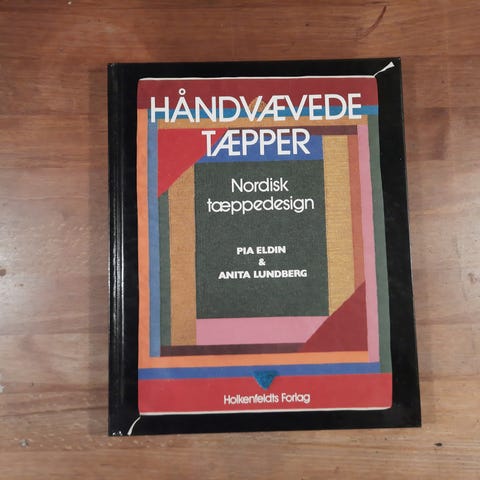 HÅNDVÆVEDE
TÆPPER
Nordisk
tæppedesign
PIA ELDIN
&
ANITA LUNDBERG
Holkenfeldts Forlag